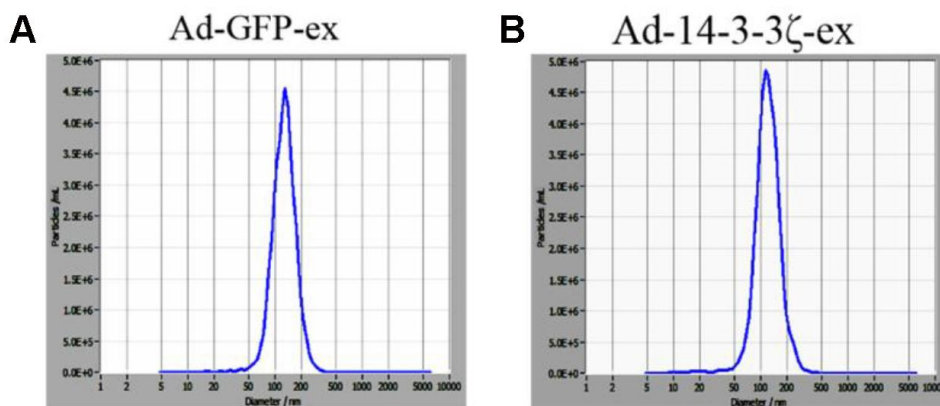 A
Ad-GFP-ex
5.0E+6
4.5E+6
4.0E+6
3.5E+6
3.0E+6
2.5E+6
2.0E+6
1.5E+6
1.0E+6
5.0E+5
0.0E+0
Particles /mL
1 2 5 10 20 50 100 200 500 1000 2000 5000 10000
Diameter / nm
B
Ad-14-3-3ζ-ex
5.0E+6
4.5E+6
4.0E+6
3.5E+6
3.0E+6
2.5E+6
2.0E+6
1.5E+6
1.0E+6
5.0E+5
0.0E+0
Particles /mL
1 2 5 10 20 50 100 200 500 1000 2000 5000 1000
Diameter / nm